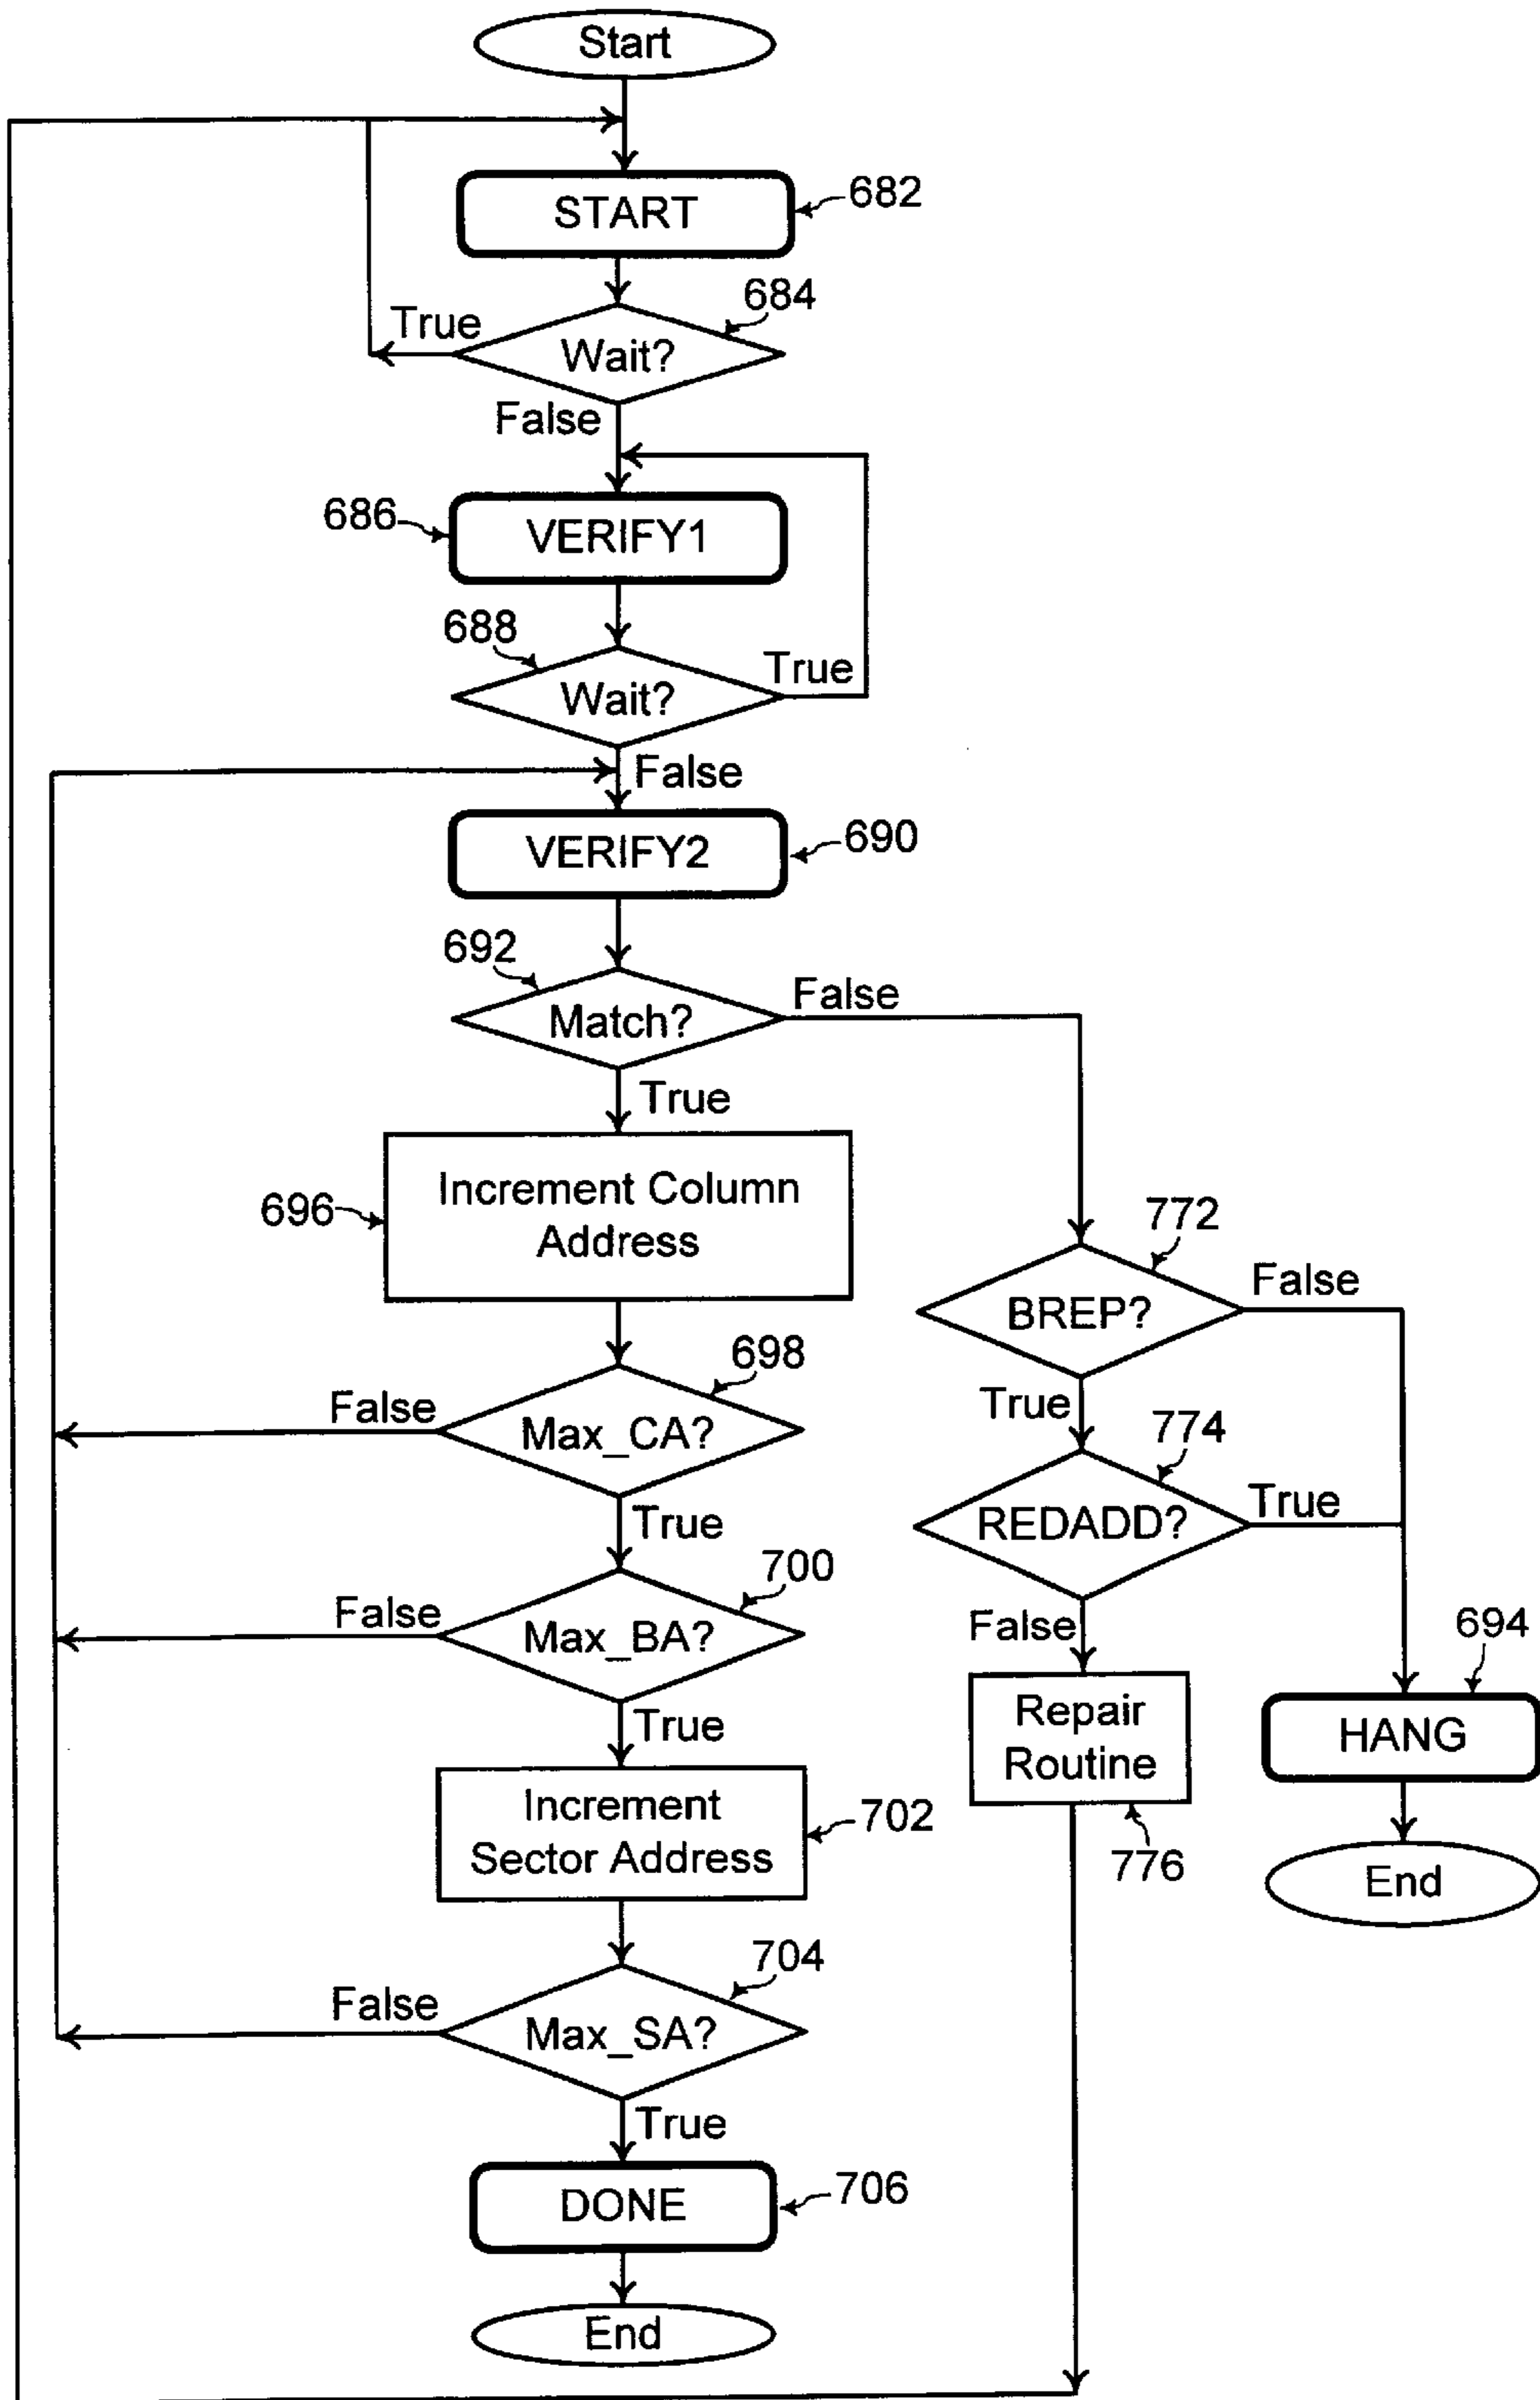 Start
START
682
684
True
Wait?
False
686
VERIFY1
688
True
Wait?
False
VERIFY2
690
692
False
Match?
True
Increment Column
Address
696
772
False
BREP?
698
False
Max_CA?
True
774
True
REDADD?
True
700
False
Max_BA?
False
694
True
Repair
Routine
HANG
Increment
Sector Address
702
776
End
704
False
Max_SA?
True
DONE
706
End